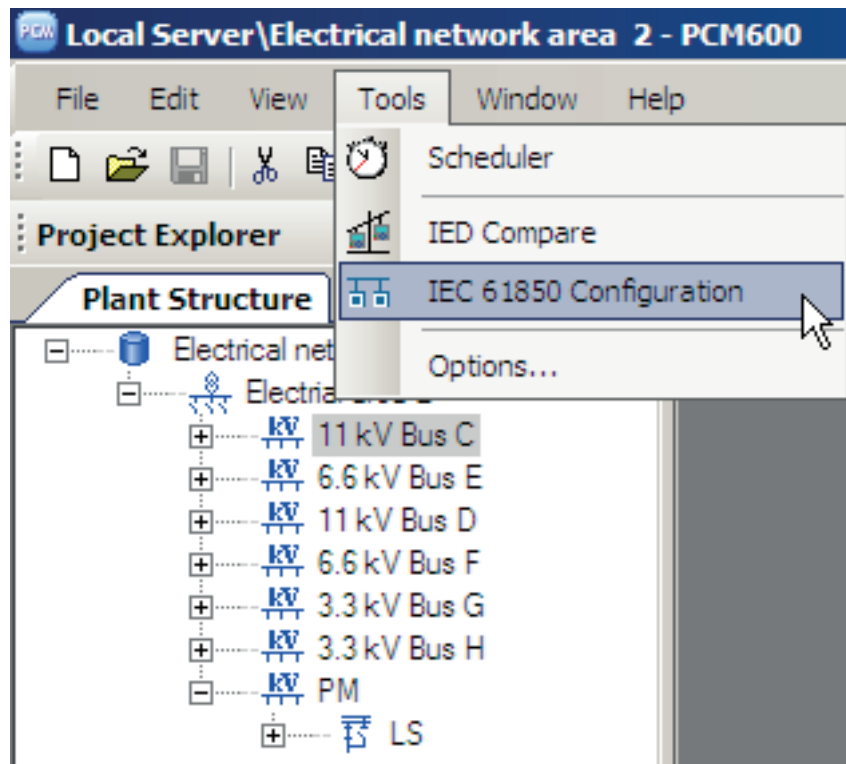 PCM Local Server\Electrical network area 2 - PCM600
File Edit View Tools Window Help
Scheduler
Project Explorer
IED Compare
Plant Structure
IEC 61850 Configuration
Electrical net
Options...
Electria
kV 11 kV Bus C
kV 6.6 kV Bus E
kV 11 kV Bus D
kV 6.6 kV Bus F
kV 3.3 kV Bus G
kV 3.3 kV Bus H
kV PM
LS